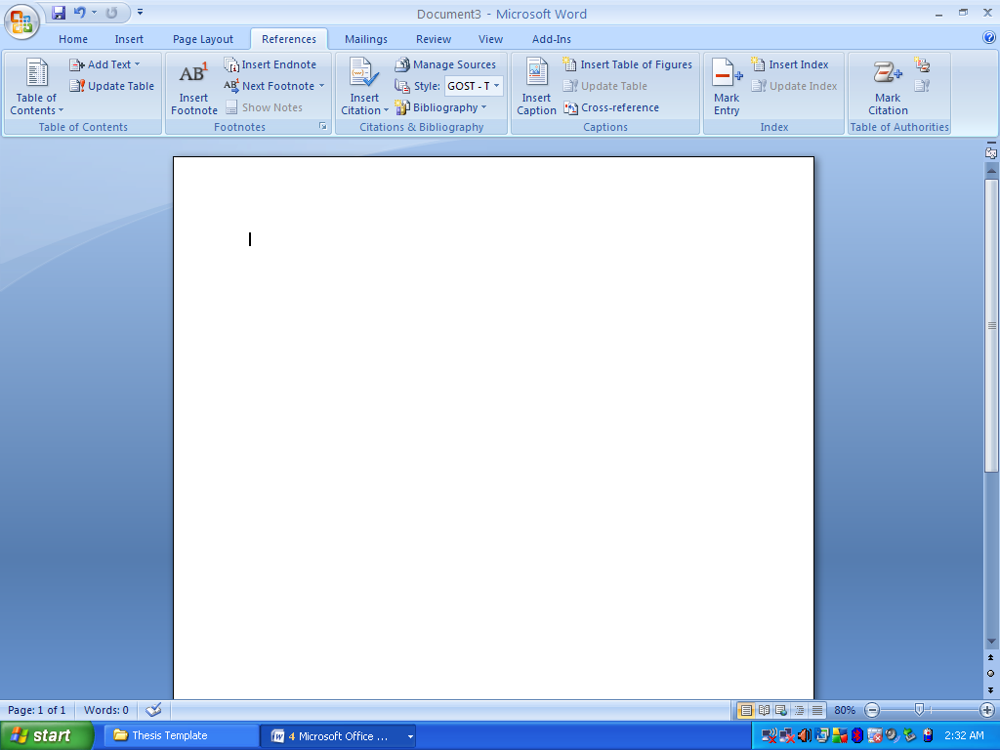 Document3 - Microsoft Word
Home Insert Page Layout References Mailings Review View Add-Ins
Table of Contents
Add Text
Update Table
Table of Contents
AB1
Insert Footnote
Insert Endnote
AB1 Next Footnote
Show Notes
Footnotes
Insert Citation
Manage Sources
Style: GOST - T
Bibliography
Citations & Bibliography
Insert Caption
Insert Table of Figures
Update Table
Cross-reference
Captions
Mark Entry
Insert Index
Update Index
Index
Mark Citation
Table of Authorities
Page: 1 of 1 Words: 0 80%
start Thesis Template 4 Microsoft Office ... 2:32 AM